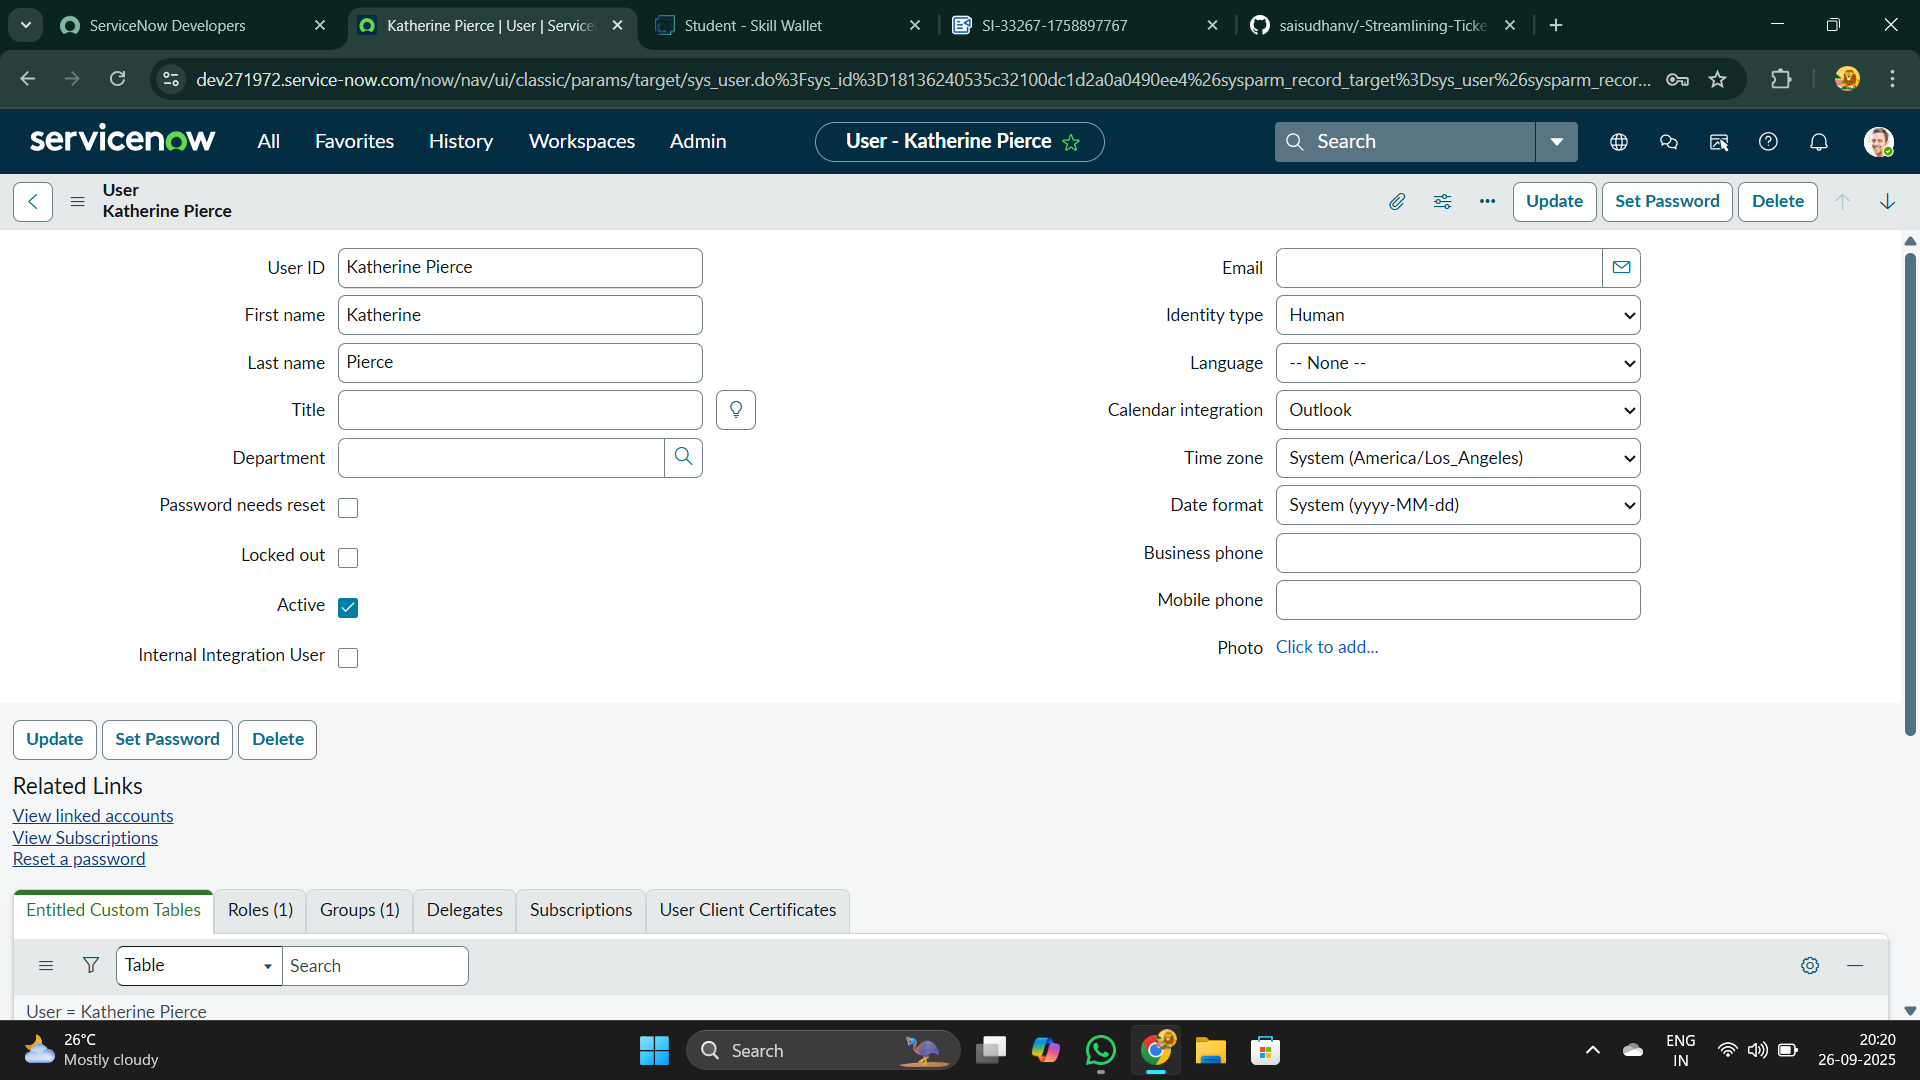 ServiceNow Developers
Katherine Pierce | User | Service
Student - Skill Wallet
SI-33267-1758897767
saisudhanv/-Streamlining-Ticke
dev271972.service-now.com/now/nav/ui/classic/params/target/sys_user.do%3Fsys_id%3D18136240535c32100dc1d2a0a0490ee4%26sysparm_record_target%3Dsys_user%26sysparm_recor...
servicenow
All
Favorites
History
Workspaces
Admin
User - Katherine Pierce
Search
User
Katherine Pierce
Update
Set Password
Delete
User ID
Katherine Pierce
First name
Katherine
Last name
Pierce
Title
Department
Password needs reset
Locked out
Active
Internal Integration User
Email
Identity type
Human
Language
-- None --
Calendar integration
Outlook
Time zone
System (America/Los_Angeles)
Date format
System (yyyy-MM-dd)
Business phone
Mobile phone
Photo
Click to add...
Update
Set Password
Delete
Related Links
View linked accounts
View Subscriptions
Reset a password
Entitled Custom Tables
Roles (1)
Groups (1)
Delegates
Subscriptions
User Client Certificates
Table
Search
User = Katherine Pierce
26°C
Mostly cloudy
Search
ENG
IN
20:20
26-09-2025